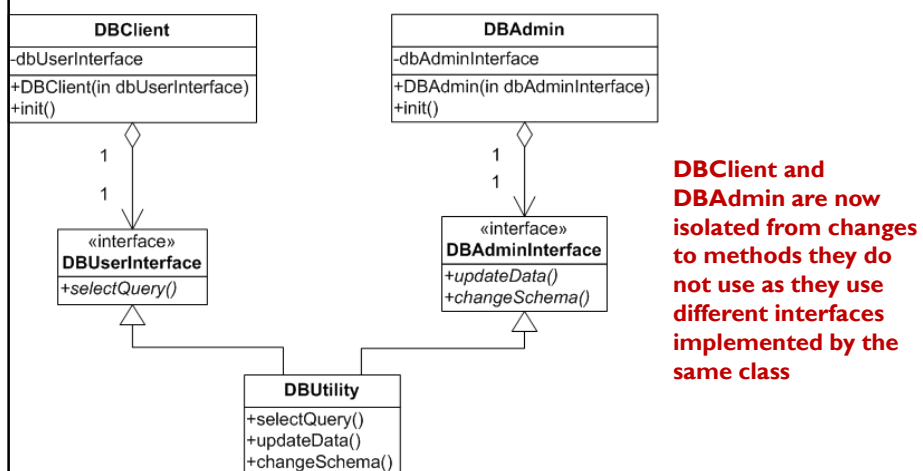 DBClient
-dbUserInterface
+DBClient(in dbUserInterface)
+init()
DBAdmin
-dbAdminInterface
+DBAdmin(in dbAdminInterface)
+init()
1
1
1
1
«interface»
DBUserInterface
+selectQuery()
«interface»
DBAdminInterface
+updateData()
+changeSchema()
DBUtility
+selectQuery()
+updateData()
+changeSchema()
DBClient and
DBAdmin are now
isolated from changes
to methods they do
not use as they use
different interfaces
implemented by the
same class